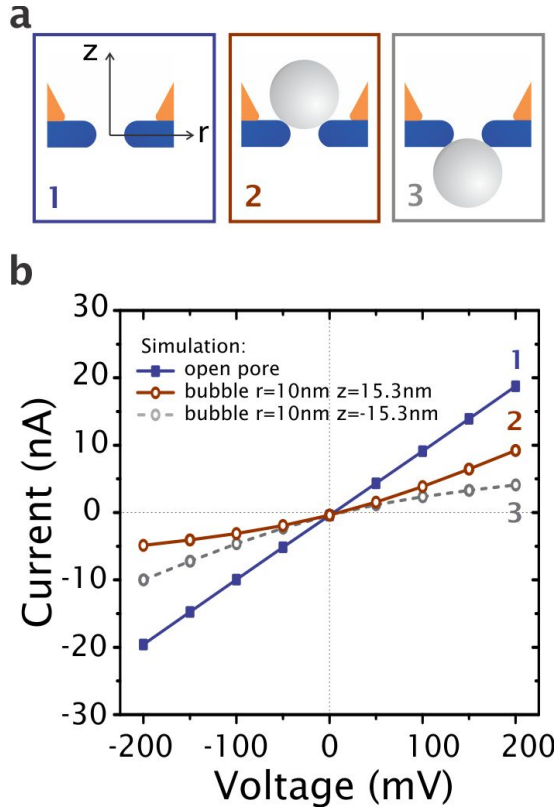 a
z
r
1
2
3
b
Current (nA)
30
20
10
0
-10
-20
-30
Simulation:
open pore
bubble r=10nm z=15.3nm
bubble r=10nm z=-15.3nm
1
2
3
-200
-100
0
100
200
Voltage (mV)